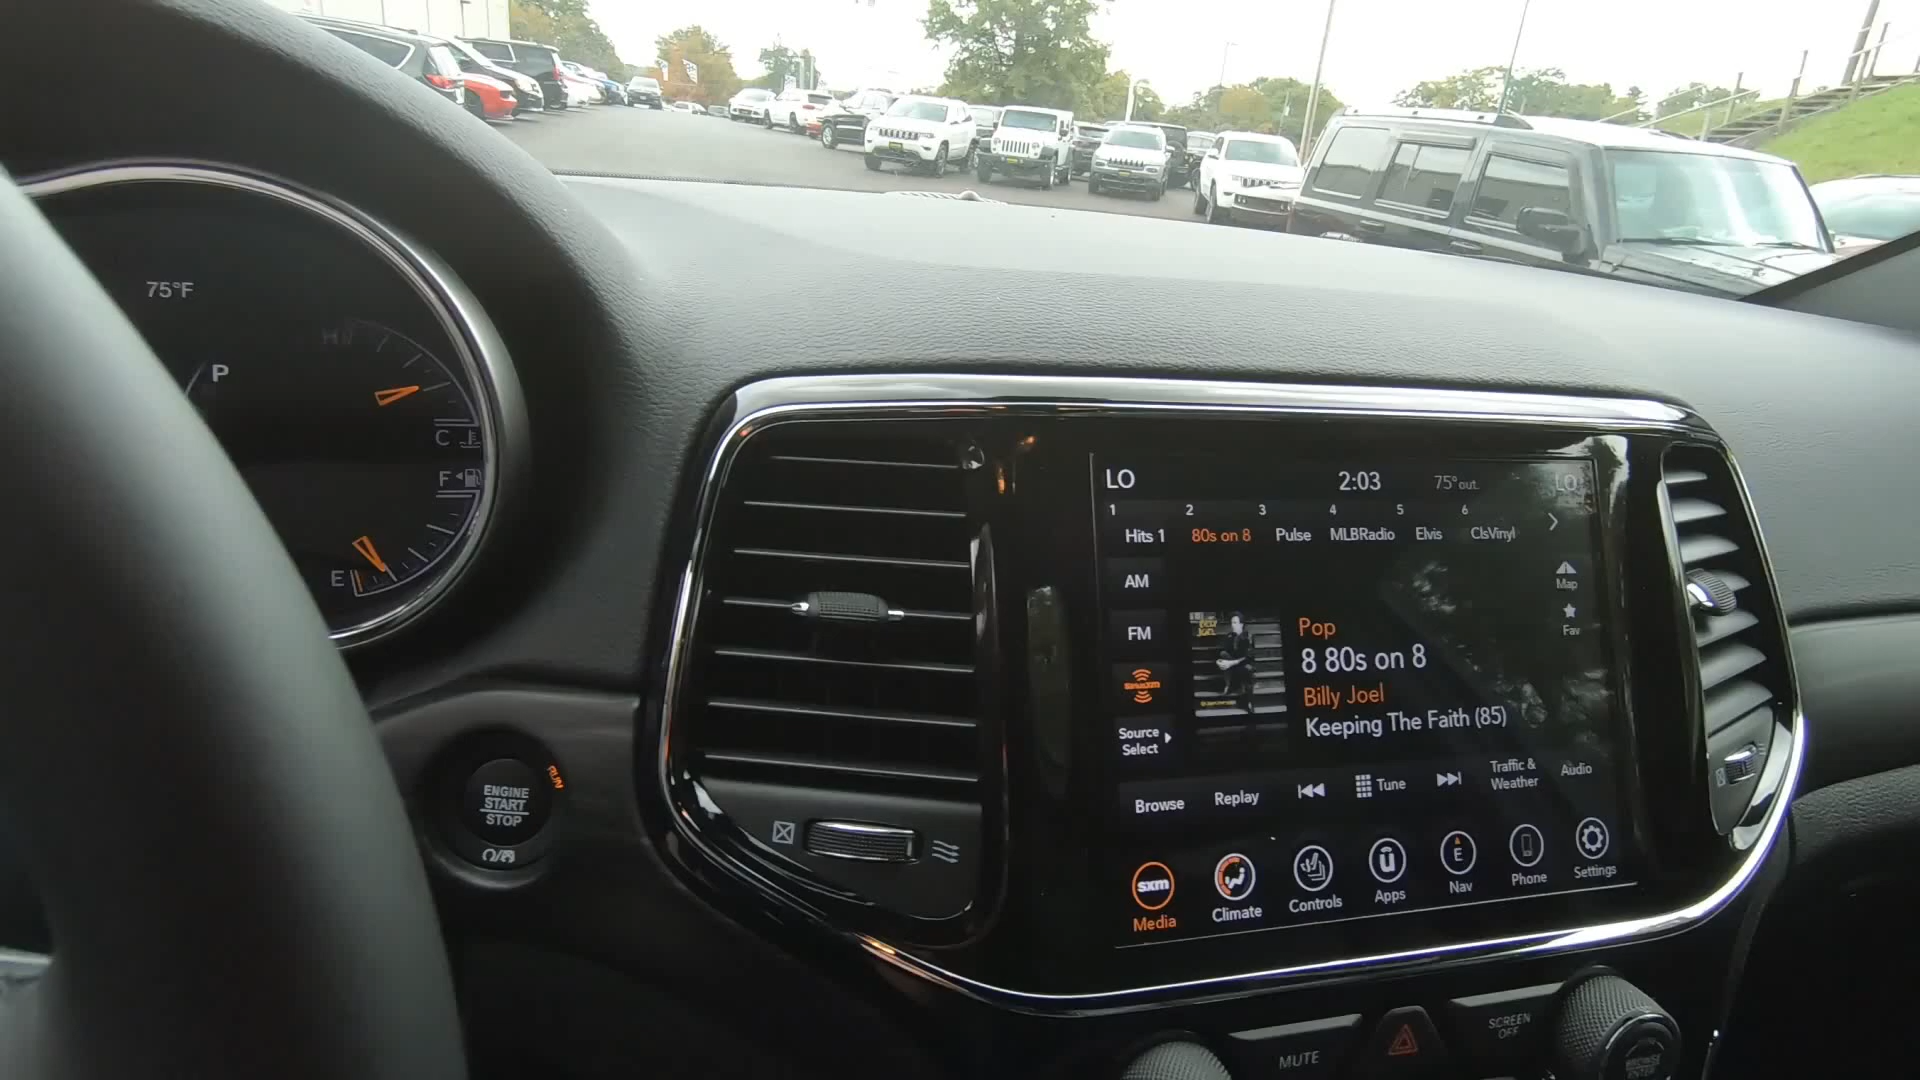 75°F
P
H
C
F
E
ENGINE
START
STOP
RUN
LO 2:03 75° out. LO
1 2 3 4 5 6
Hits 1 80s on 8 Pulse MLBRadio Elvis ClsVinyl
AM
FM
Map
Fav
Pop
8 80s on 8
Billy Joel
Keeping The Faith (85)
Source
Select
Browse Replay Tune Traffic &
Weather Audio
sxm
E
Media Climate Controls Apps Nav Phone Settings
MUTE
SCREEN
OFF
BROWSE